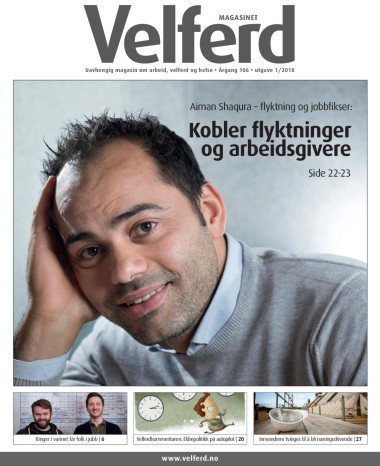 MAGASINET
Velferd
Uavhengig magasin om arbeid, velferd og helse • Årgang 106 • utgave 1/2018
Aiman Shaqura – flyktning og jobbfikser:
Kobler flyktninger
og arbeidsgivere
Side 22-23
Ringer i vannet får folk i jobb | 6
Velferdkommentaren: Eldrepolitikk på autopilot | 20
Innvandrere tvinges til å bli næringsdrivende | 27
www.velferd.no